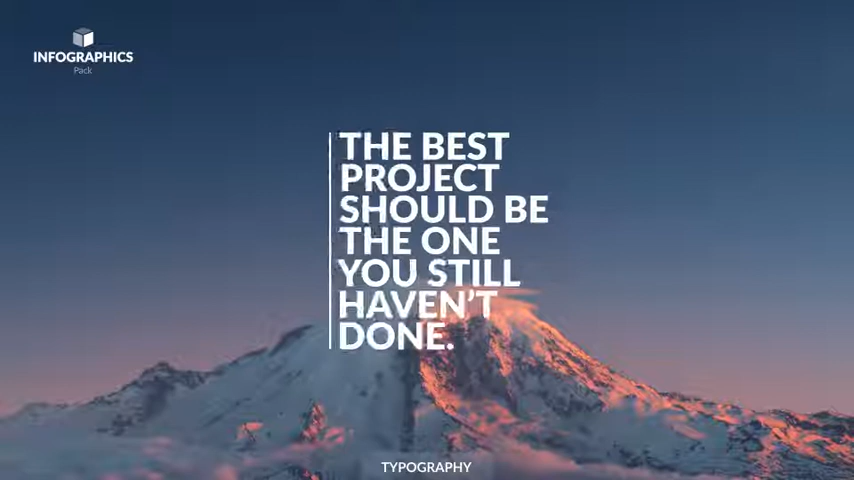 INFOGRAPHICS
Pack
THE BEST
PROJECT
SHOULD BE
THE ONE
YOU STILL
HAVEN'T
DONE.
TYPOGRAPHY